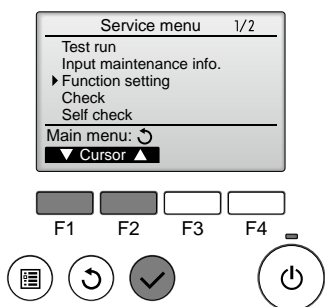 Service menu 1/2
Test run
Input maintenance info.
Function setting
Check
Self check
Main menu:
Cursor
F1 F2 F3 F4